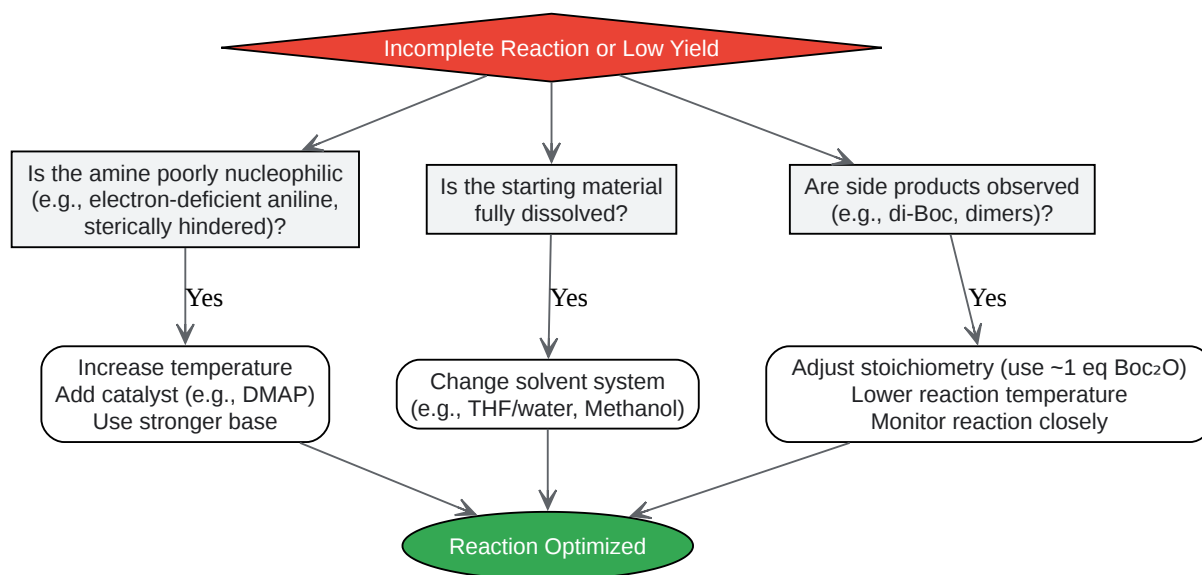 Incomplete Reaction or Low Yield
Is the amine poorly nucleophilic
(e.g., electron-deficient aniline,
sterically hindered)?
Is the starting material
fully dissolved?
Are side products observed
(e.g., di-Boc, dimers)?
Yes
Yes
Yes
Increase temperature
Add catalyst (e.g., DMAP)
Use stronger base
Change solvent system
(e.g., THF/water, Methanol)
Adjust stoichiometry (use ~1 eq Boc₂O)
Lower reaction temperature
Monitor reaction closely
Reaction Optimized